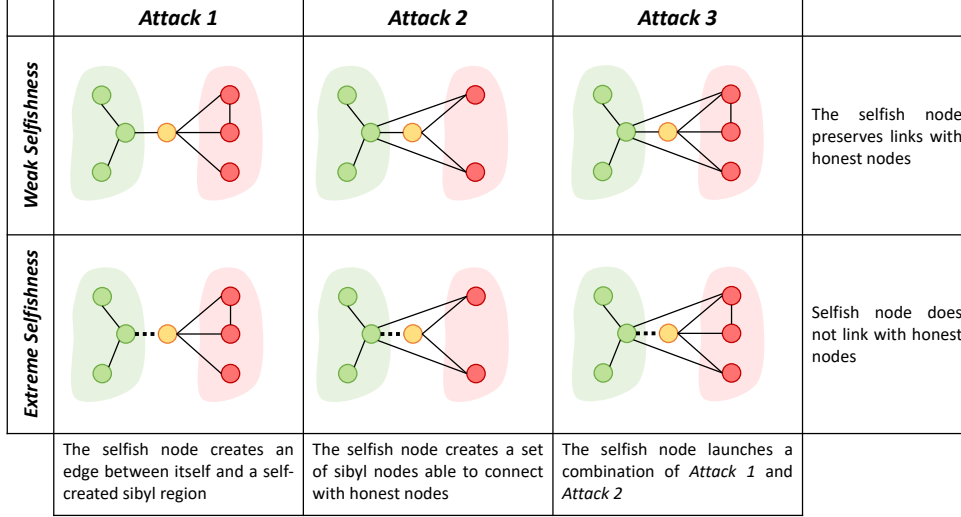 Attack 1
Attack 2
Attack 3
Weak Selfishness
The selfish node
preserves links with
honest nodes
Extreme Selfishness
Selfish node does
not link with honest
nodes
The selfish node creates an
edge between itself and a self-
created sibyl region
The selfish node creates a set
of sibyl nodes able to connect
with honest nodes
The selfish node launches a
combination of Attack 1 and
Attack 2